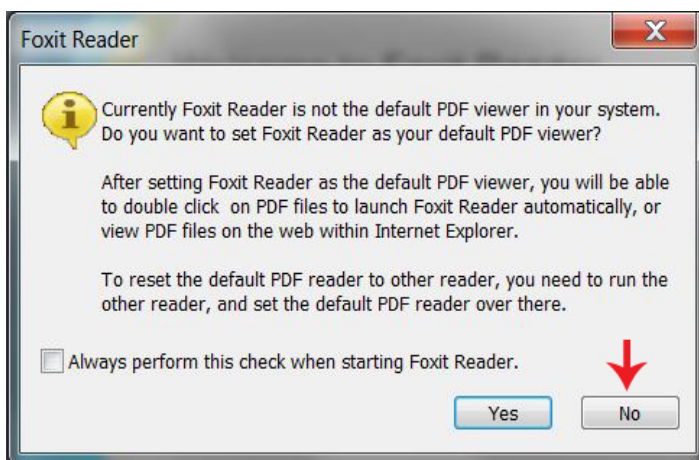 Foxit Reader
Currently Foxit Reader is not the default PDF viewer in your system.
Do you want to set Foxit Reader as your default PDF viewer?
After setting Foxit Reader as the default PDF viewer, you will be able
to double click on PDF files to launch Foxit Reader automatically, or
view PDF files on the web within Internet Explorer.
To reset the default PDF reader to other reader, you need to run the
other reader, and set the default PDF reader over there.
Always perform this check when starting Foxit Reader.
Yes No